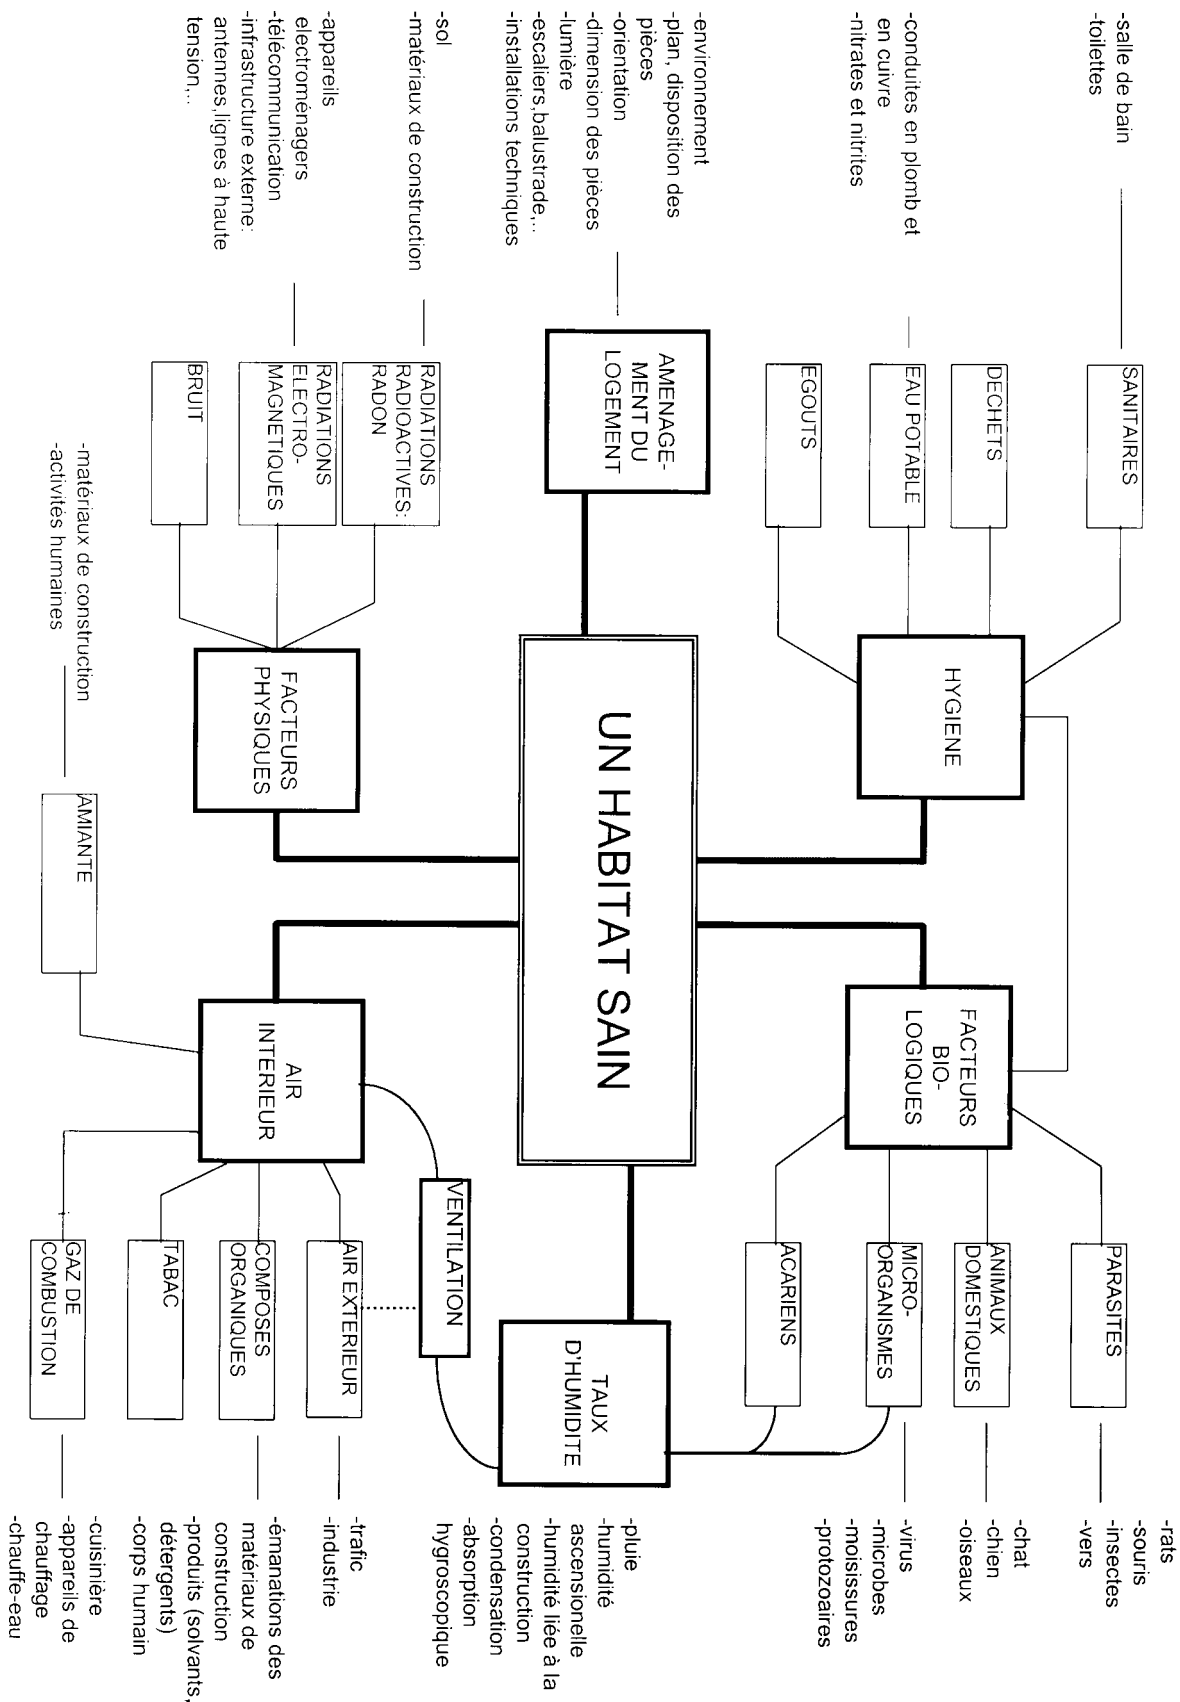 -salle de bain
-toilettes
SANITAIRES
DECHETS
-conduites en plomb et
en cuivre
-nitrates et nitrites
EAU POTABLE
EGOUTS
HYGIENE
FACTEURS
BIO-
LOGIQUES
PARASITES
-rats
-souris
-insectes
-vers
ANIMAUX
DOMESTIQUES
-chat
-chien
-oiseaux
MICRO-
ORGANISMES
-virus
-microbes
-moisissures
-protozoaires
ACARIENS
-environnement
-plan, disposition des
pièces
-orientation
-dimension des pièces
-lumière
-escaliers,balustrade,..
-installations techniques
AMENAGE-
MENT DU
LOGEMENT
UN HABITAT SAIN
TAUX
D'HUMIDITE
-pluie
-humidité
ascensionelle
-humidité liée à la
construction
-condensation
-absorption
hygroscopique
VENTILATION
-sol
-matériaux de construction
RADIATIONS
RADIOACTIVES:
RADON
-appareils
electroménagers
-télécommunication
-infrastructure externe:
antennes,lignes à haute
tension,..
RADIATIONS
ELECTRO-
MAGNETIQUES
BRUIT
FACTEURS
PHYSIQUES
AIR
INTERIEUR
AIR EXTERIEUR
-trafic
-industrie
COMPOSES
ORGANIQUES
-émanations des
matériaux de
construction
-produits (solvants,
détergents)
-corps humain
TABAC
GAZ DE
COMBUSTION
-cuisinière
-appareils de
chauffage
-chauffe-eau
-matériaux de construction
-activités humaines
AMIANTE